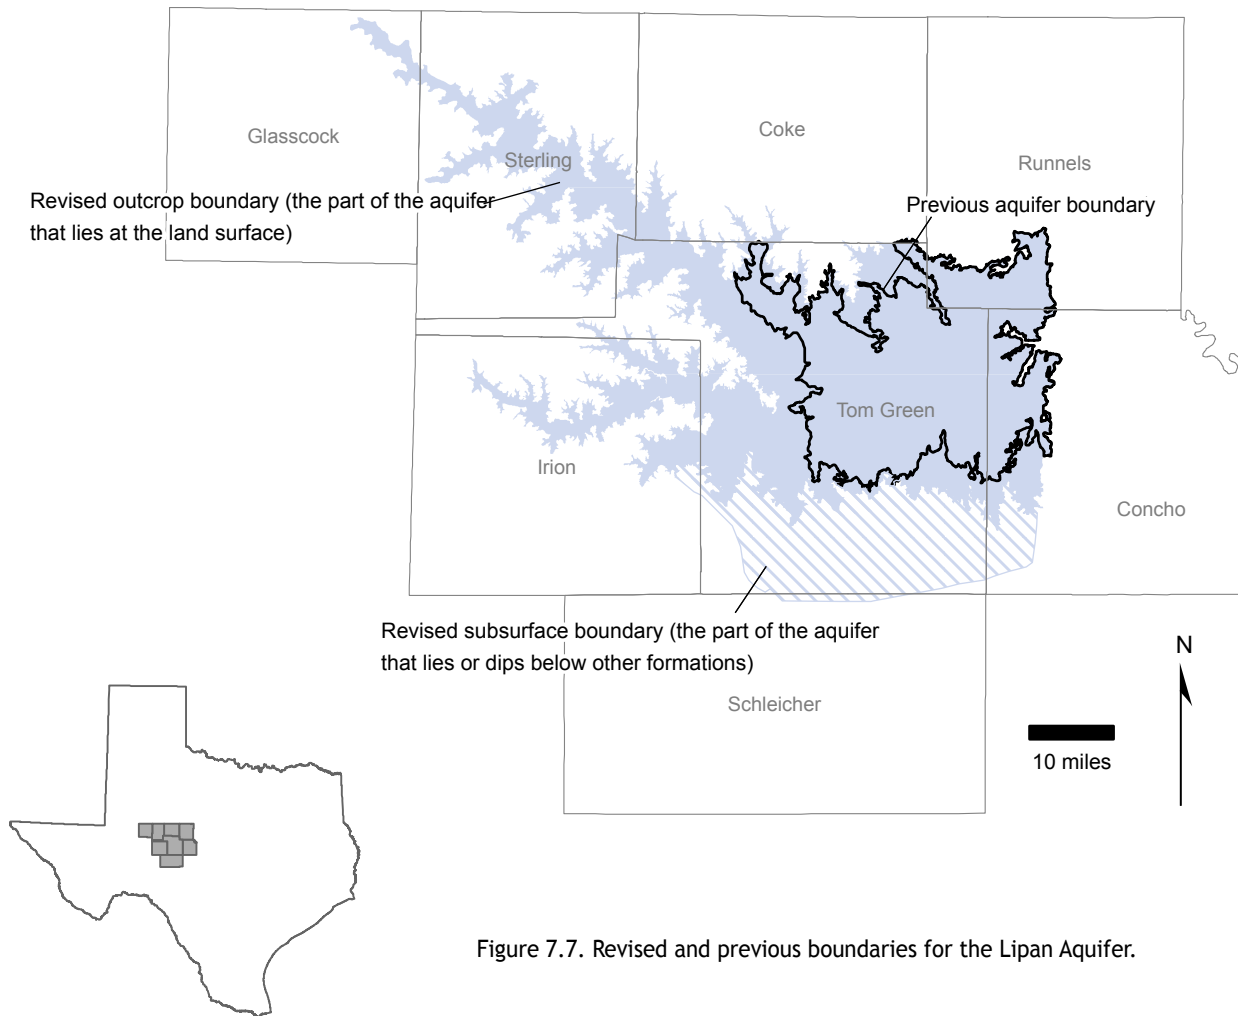 Glasscock
Sterling
Coke
Runnels
Revised outcrop boundary (the part of the aquifer
that lies at the land surface)
Previous aquifer boundary
Tom Green
Irion
Concho
Revised subsurface boundary (the part of the aquifer
that lies or dips below other formations)
Schleicher
N
10 miles
Figure 7.7. Revised and previous boundaries for the Lipan Aquifer.